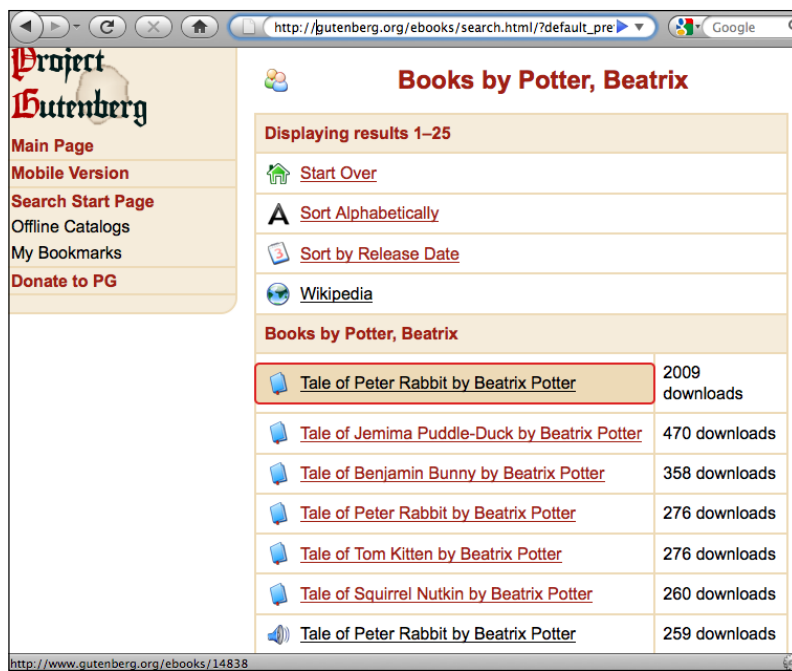 http://gutenberg.org/ebooks/search.html/?default_pre
Google
Project
Gutenberg
Main Page
Mobile Version
Search Start Page
Offline Catalogs
My Bookmarks
Donate to PG
Books by Potter, Beatrix
Displaying results 1–25
Start Over
Sort Alphabetically
3 Sort by Release Date
Wikipedia
Books by Potter, Beatrix
Tale of Peter Rabbit by Beatrix Potter 2009 downloads
Tale of Jemima Puddle-Duck by Beatrix Potter 470 downloads
Tale of Benjamin Bunny by Beatrix Potter 358 downloads
Tale of Peter Rabbit by Beatrix Potter 276 downloads
Tale of Tom Kitten by Beatrix Potter 276 downloads
Tale of Squirrel Nutkin by Beatrix Potter 260 downloads
Tale of Peter Rabbit by Beatrix Potter 259 downloads
http://www.gutenberg.org/ebooks/14838